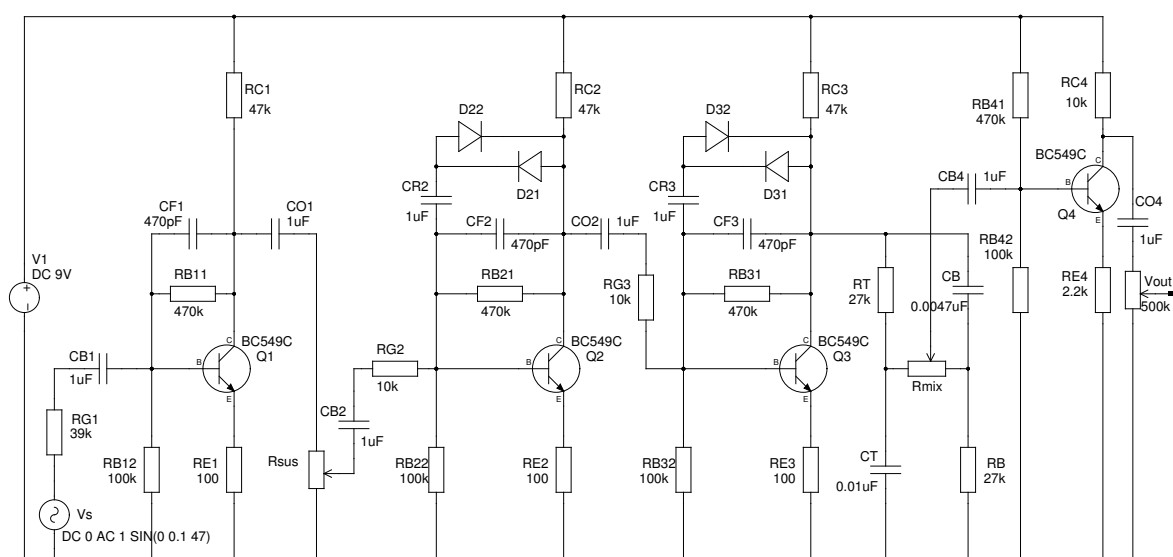 RC1
47k
RC2
47k
RC3
47k
RC4
10k
RB41
470k
D22
D21
D32
D31
CR2
1uF
CR3
1uF
BC549C
C
B
E
Q4
CB4
1uF
CO4
1uF
CF1
470pF
CO1
1uF
CF2
470pF
CO2
1uF
CF3
470pF
RB42
100k
V1
DC 9V
+
-
RB11
470k
RB21
470k
RG3
10k
RB31
470k
RT
27k
CB
0.0047uF
RE4
2.2k
Vout
500k
CB1
1uF
BC549C
C
B
E
Q1
RG2
10k
BC549C
C
B
E
Q2
BC549C
C
B
E
Q3
Rmix
RG1
39k
CB2
1uF
RB12
100k
RE1
100
Rsus
RB22
100k
RE2
100
RB32
100k
RE3
100
CT
0.01uF
RB
27k
Vs
DC 0 AC 1 SIN(0 0.1 47)